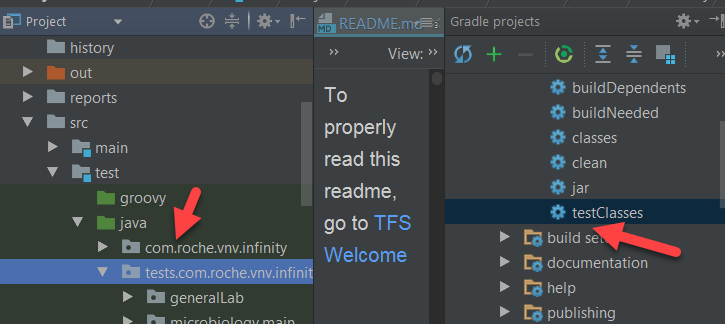 Project
history
out
reports
src
main
test
groovy
java
com.roche.vnv.infinity
tests.com.roche.vnv.infinit
generalLab
microbiology.main
MD README.m
» View: »
To
properly
read this
readme,
go to TFS
Welcome
Gradle projects
buildDependents
buildNeeded
classes
clean
jar
testClasses
build
documentation
help
publishing